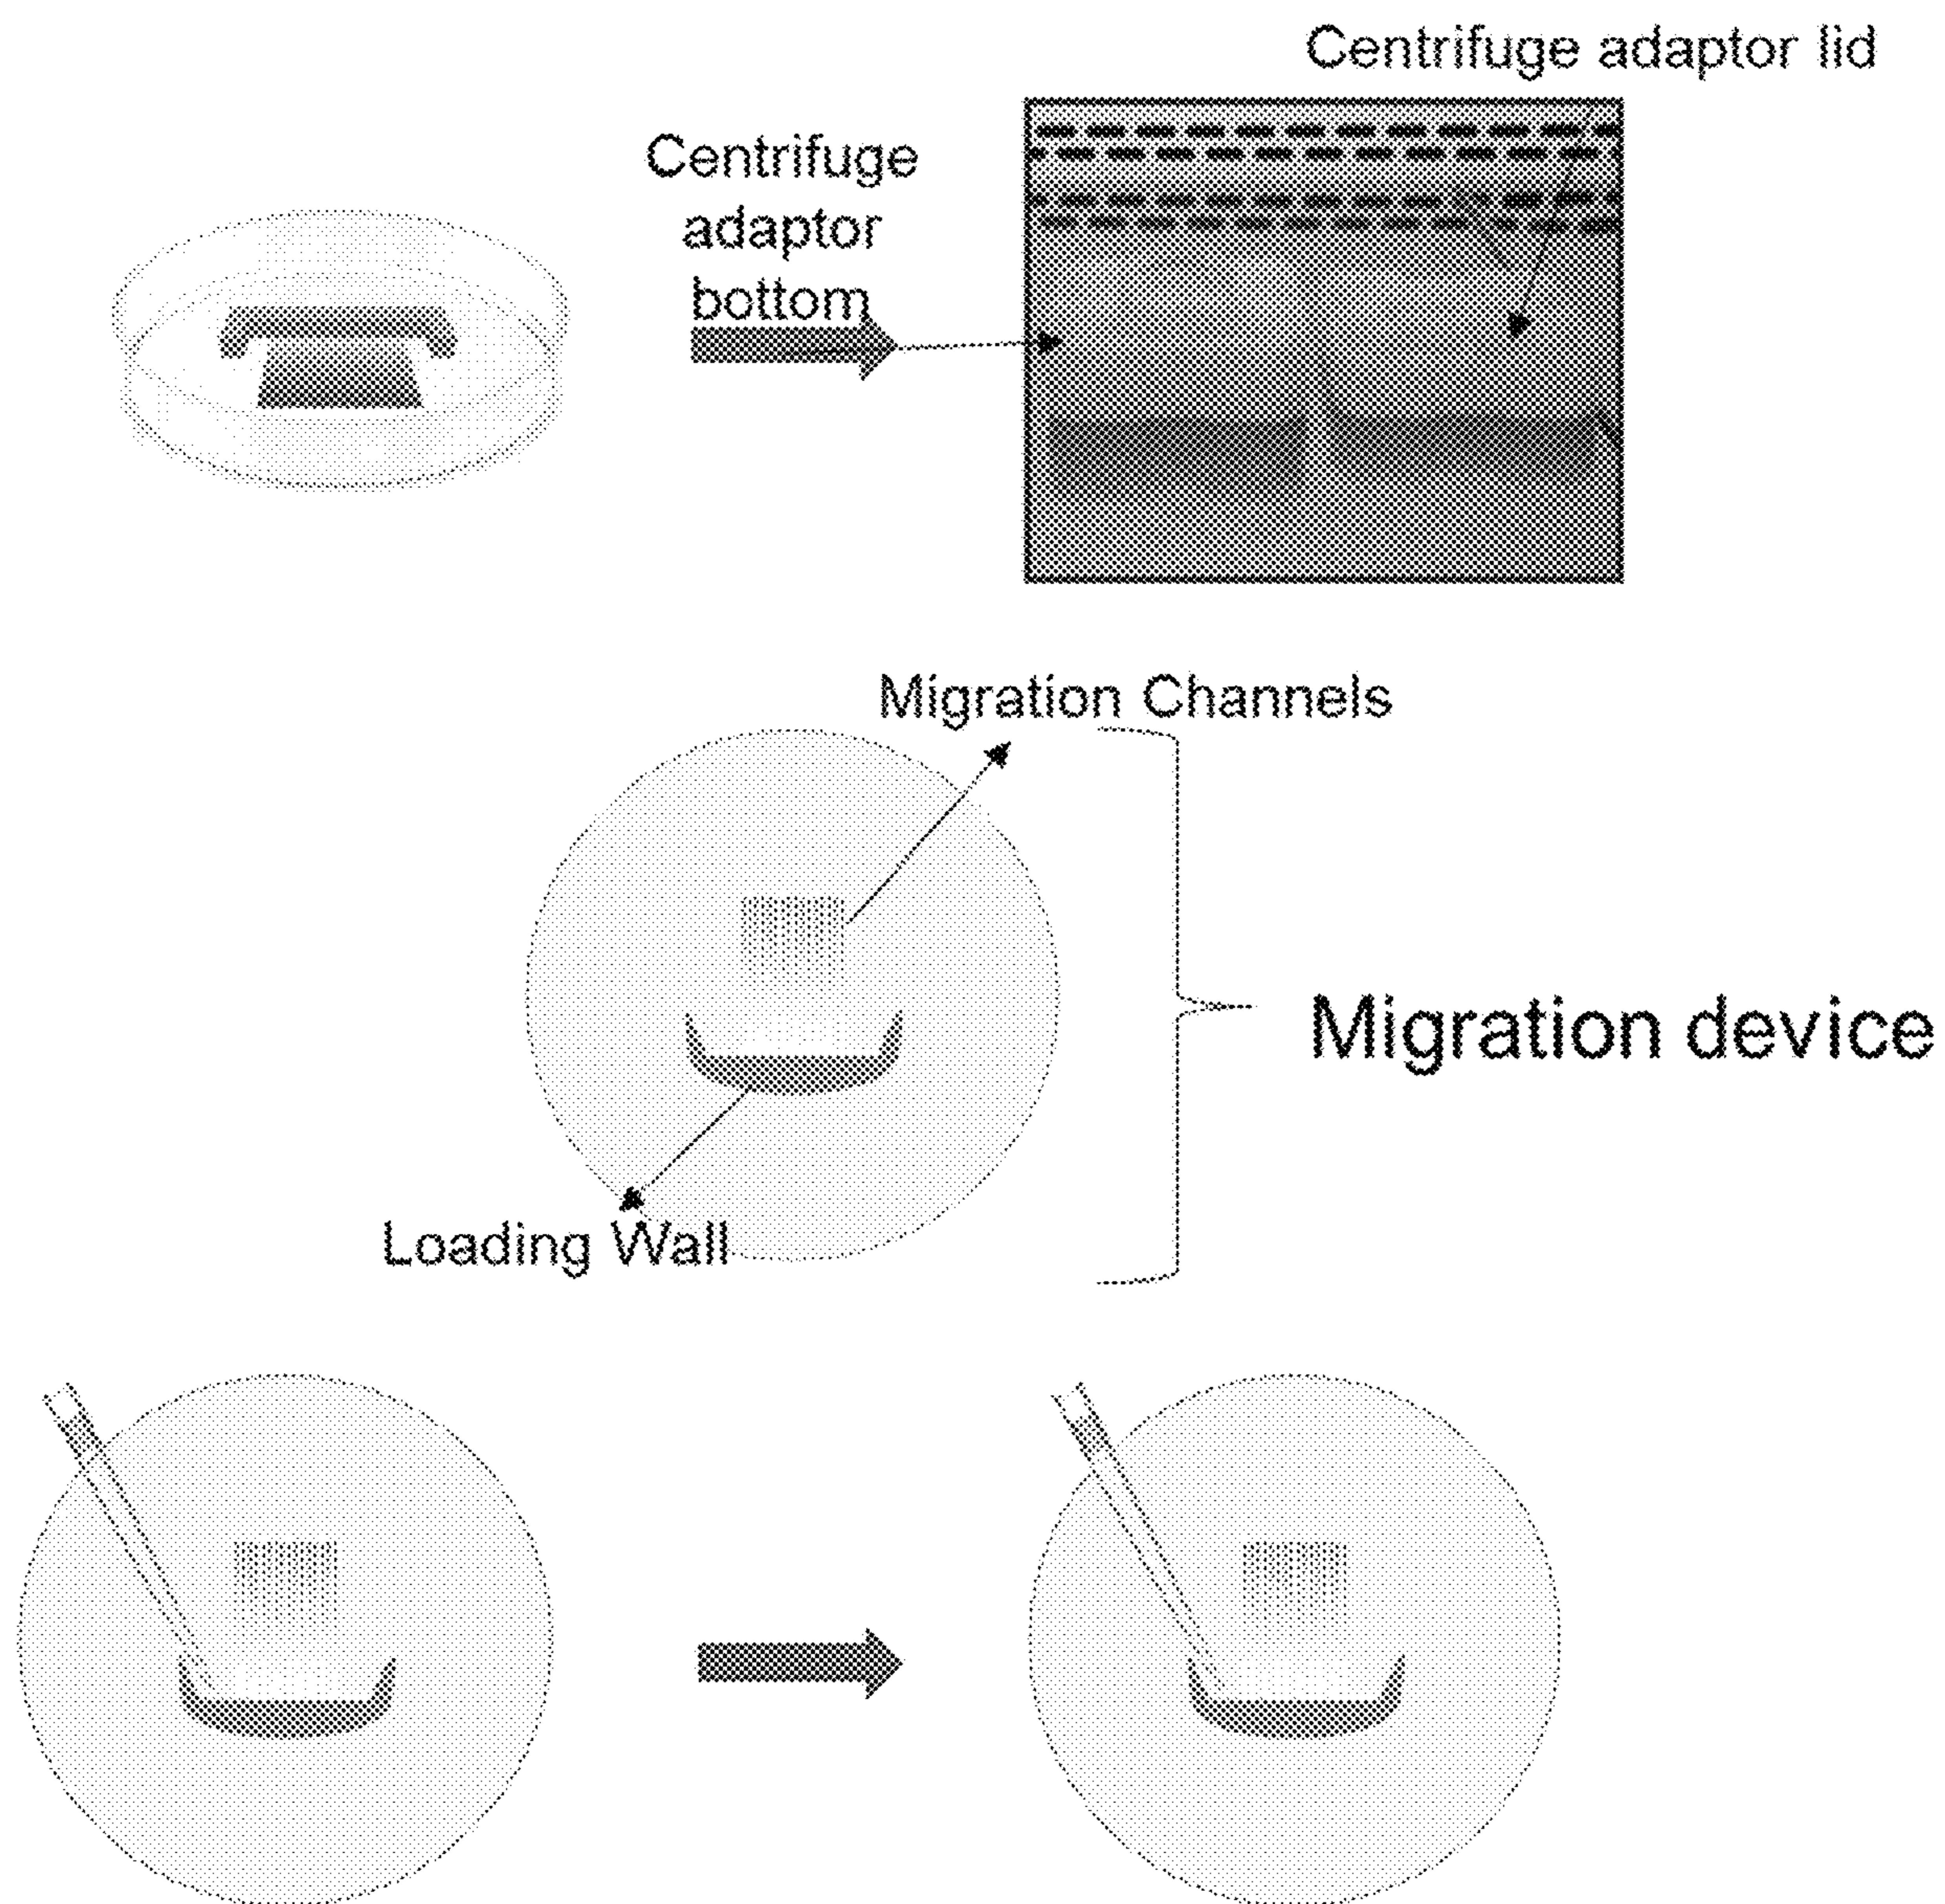 Centrifuge adaptor lid
Centrifuge
adaptor
bottom
Migration Channels
Migration device
Loading Wall